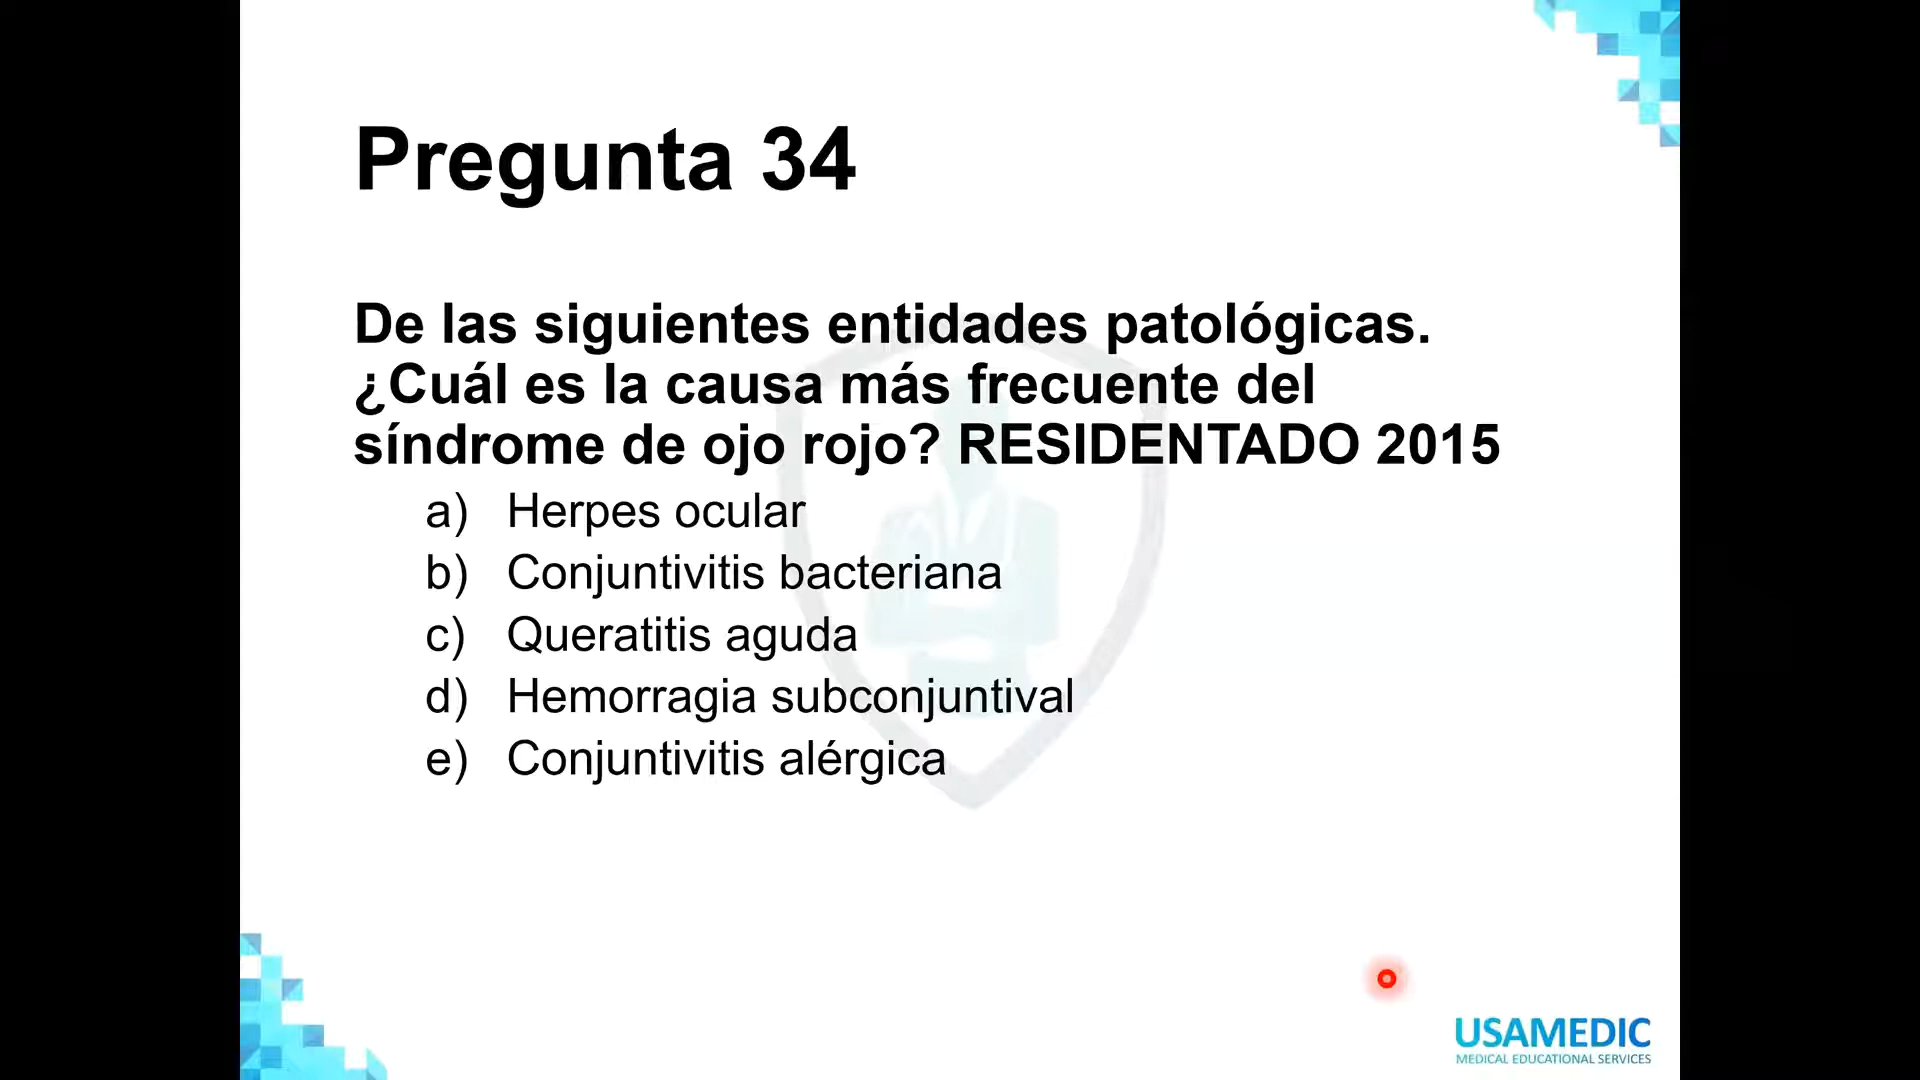 Pregunta 34
De las siguientes entidades patológicas.
¿Cuál es la causa más frecuente del
síndrome de ojo rojo? RESIDENTADO 2015
a) Herpes ocular
b) Conjuntivitis bacteriana
c) Queratitis aguda
d) Hemorragia subconjuntival
e) Conjuntivitis alérgica
USAMEDIC
MEDICAL EDUCATIONAL SERVICES